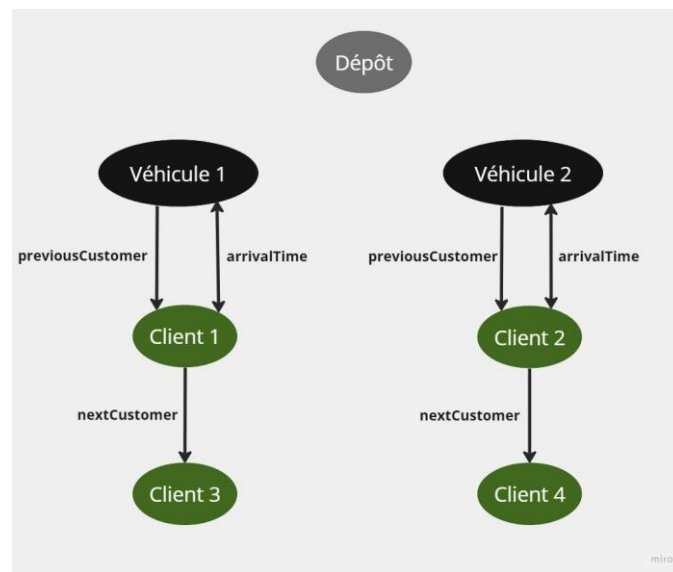 Dépôt
Véhicule 1
Véhicule 2
previousCustomer
arrivalTime
previousCustomer
arrivalTime
Client 1
Client 2
nextCustomer
nextCustomer
Client 3
Client 4
miro